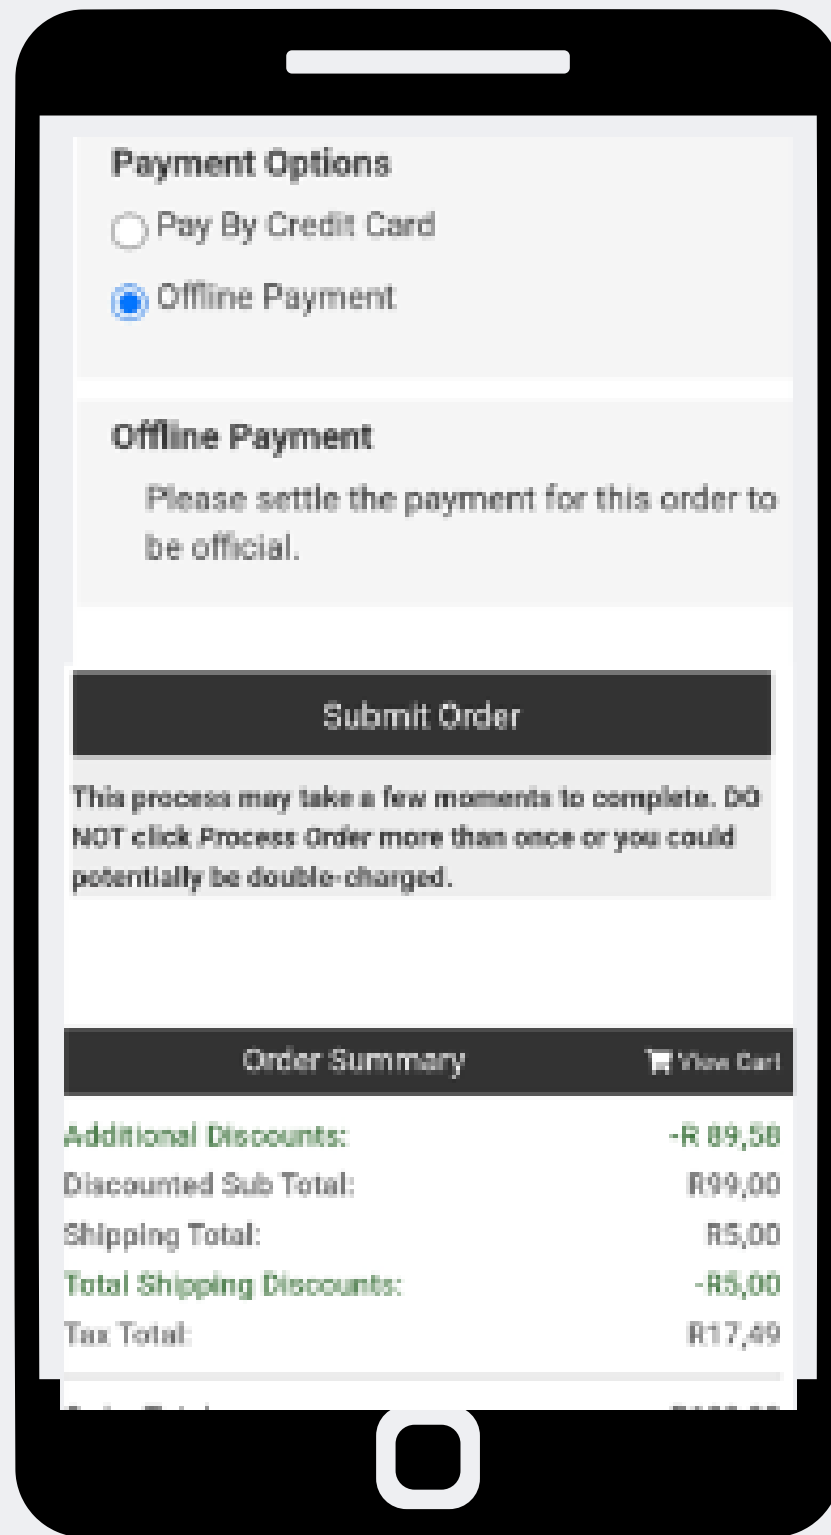 Payment Options
Pay By Credit Card
Offline Payment
Offline Payment
Please settle the payment for this order to
be official.
Submit Order
This process may take a few moments to complete. DO
NOT click Process Order more than once or you could
potentially be double-charged.
Order Summary View Cart
Additional Discounts: -R 89,58
Discounted Sub Total: R99,00
Shipping Total: R5,00
Total Shipping Discounts: -R5,00
Tax Total: R17,49